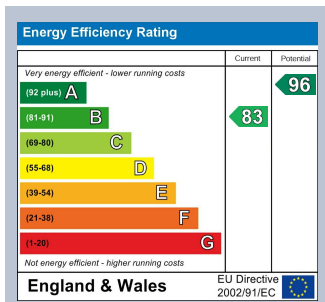 Energy Efficiency Rating
Current Potential
Very energy efficient - lower running costs
(92 plus) A
96
(81-91) B
83
(69-80) C
(55-68) D
(39-54) E
(21-38) F
(1-20) G
Not energy efficient - higher running costs
England & Wales
EU Directive
2002/91/EC